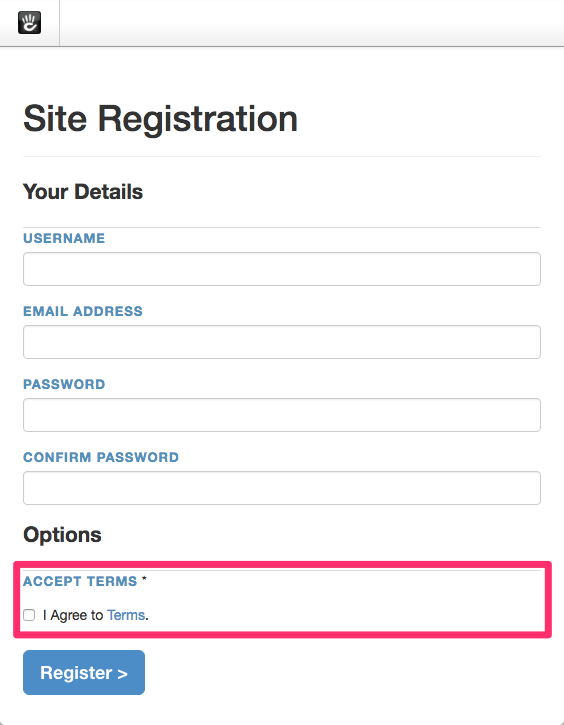 Site Registration
Your Details
USERNAME
EMAIL ADDRESS
PASSWORD
CONFIRM PASSWORD
Options
ACCEPT TERMS *
I Agree to Terms.
Register >